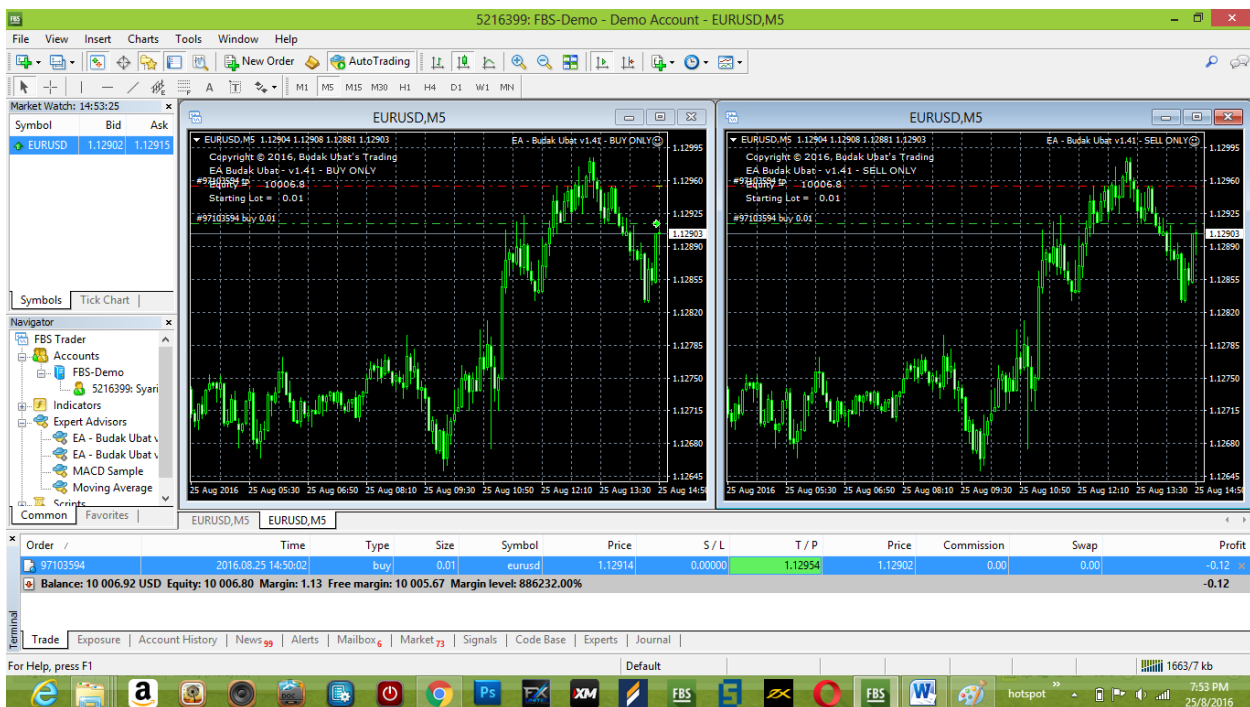 5216399: FBS-Demo - Demo Account - EURUSD,M5
File View Insert Charts Tools Window Help
New Order AutoTrading
A T M1 M5 M15 M30 H1 H4 D1 W1 MN
Market Watch: 14:53:25
Symbol Bid Ask
EURUSD 1.12902 1.12915
Symbols Tick Chart
Navigator
FBS Trader
Accounts
FBS-Demo
5216399: Syari
Indicators
Expert Advisors
EA - Budak Ubat v
EA - Budak Ubat v
MACD Sample
Moving Average
Scripts
Common Favorites
EURUSD,M5
EURUSD,M5 1.12904 1.12908 1.12881 1.12903
EA - Budak Ubat v1.41 - BUY ONLY
Copyright © 2016, Budak Ubat's Trading
EA Budak Ubat - v1.41 - BUY ONLY
#97103594 tp
Equity = 10006.8
Starting Lot = 0.01
#97103594 buy 0.01
1.12995
1.12960
1.12925
1.12903
1.12890
1.12855
1.12820
1.12785
1.12750
1.12715
1.12680
1.12645
25 Aug 2016 25 Aug 05:30 25 Aug 06:50 25 Aug 08:10 25 Aug 09:30 25 Aug 10:50 25 Aug 12:10 25 Aug 13:30 25 Aug 14:50
EURUSD,M5
EURUSD,M5 1.12904 1.12908 1.12881 1.12903
EA - Budak Ubat v1.41 - SELL ONLY
Copyright © 2016, Budak Ubat's Trading
EA Budak Ubat - v1.41 - SELL ONLY
#97103594 tp
Equity = 10006.8
Starting Lot = 0.01
#97103594 buy 0.01
1.12995
1.12960
1.12925
1.12903
1.12890
1.12855
1.12820
1.12785
1.12750
1.12715
1.12680
1.12645
25 Aug 2016 25 Aug 05:30 25 Aug 06:50 25 Aug 08:10 25 Aug 09:30 25 Aug 10:50 25 Aug 12:10 25 Aug 13:30 25 Aug 14:50
EURUSD,M5 EURUSD,M5
Order / Time Type Size Symbol Price S / L T / P Price Commission Swap Profit
97103594 2016.08.25 14:50:02 buy 0.01 eurusd 1.12914 0.00000 1.12954 1.12902 0.00 0.00 -0.12
Balance: 10 006.92 USD Equity: 10 006.80 Margin: 1.13 Free margin: 10 005.67 Margin level: 886232.00% -0.12
Terminal
Trade Exposure Account History News 99 Alerts Mailbox 6 Market 73 Signals Code Base Experts Journal
For Help, press F1 Default 1663/7 kb
a Ps FX XM FBS FBS W hotspot 7:53 PM
25/8/2016